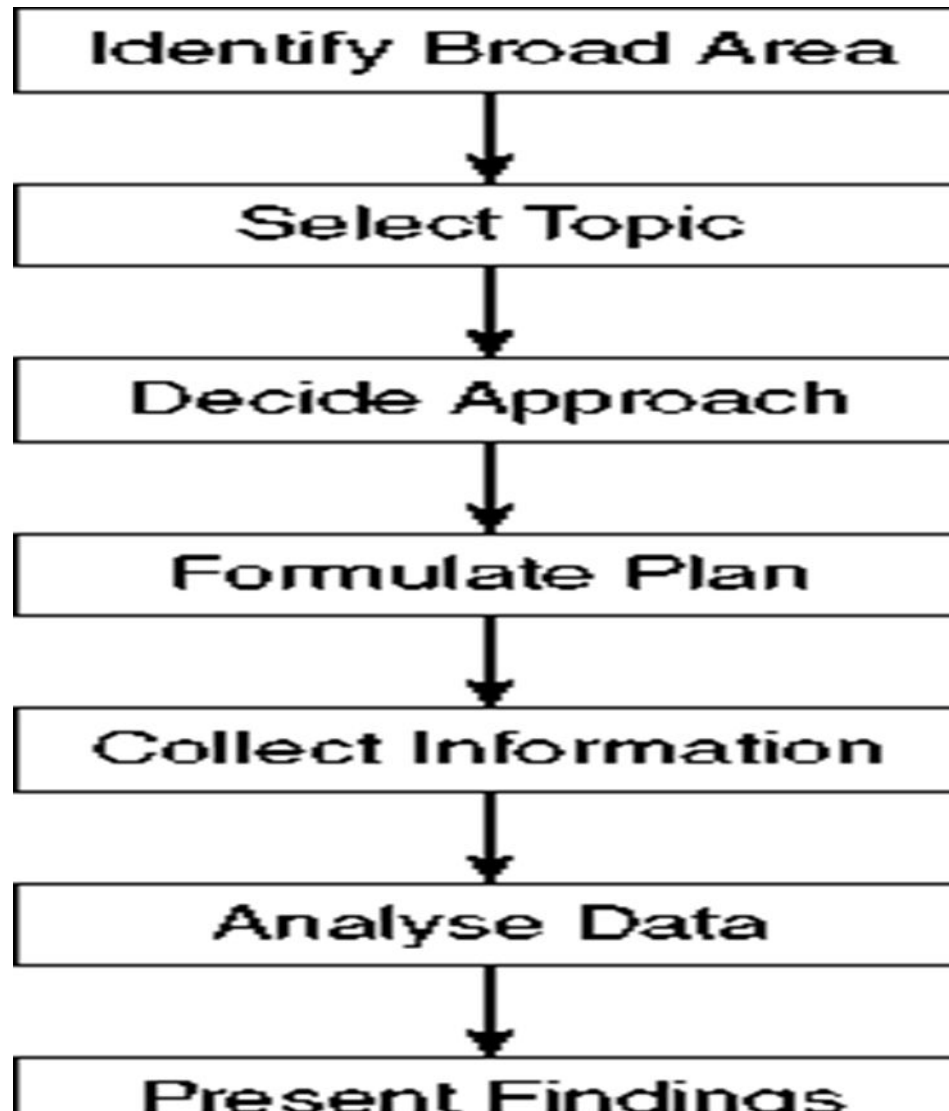 Identify Broad Area
Select Topic
Decide Approach
Formulate Plan
Collect Information
Analyse Data
Present Findings